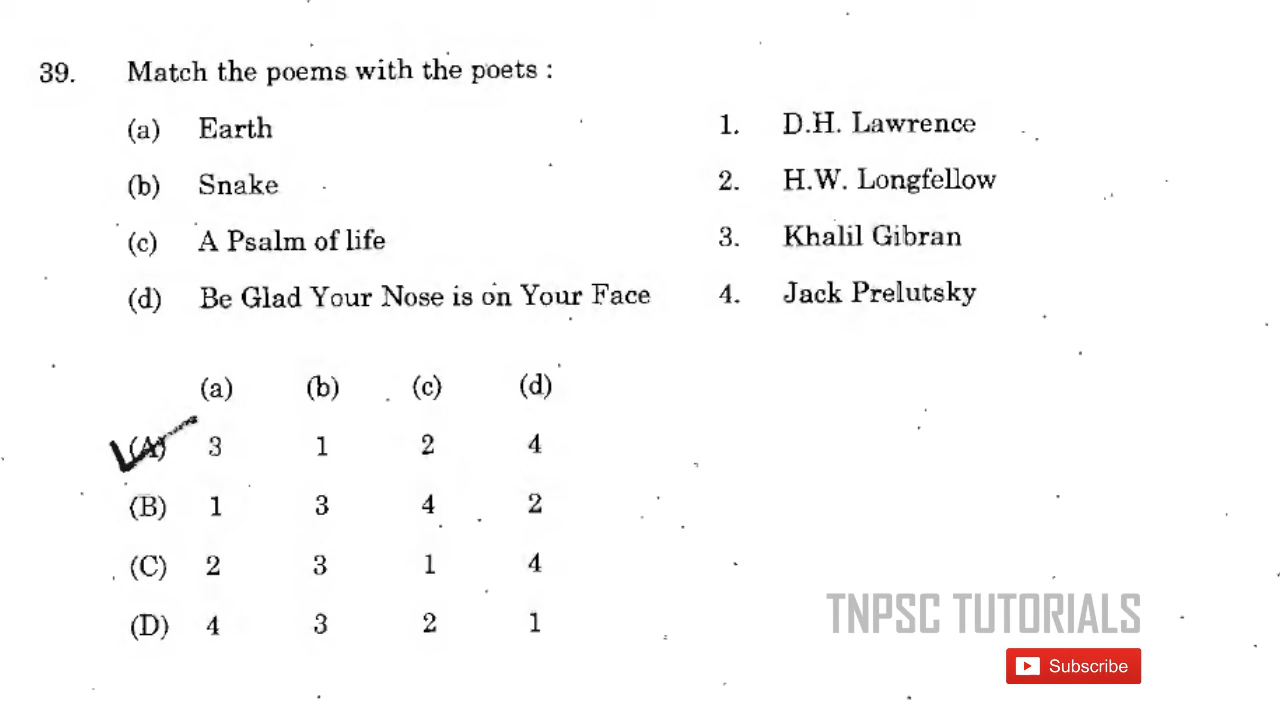 39. Match the poems with the poets :
(a) Earth 1. D.H. Lawrence
(b) Snake 2. H.W. Longfellow
(c) A Psalm of life 3. Khalil Gibran
(d) Be Glad Your Nose is on Your Face 4. Jack Prelutsky
(a) (b) (c) (d)
(A) 3 1 2 4
(B) 1 3 4 2
(C) 2 3 1 4
(D) 4 3 2 1
TNPSC TUTORIALS
Subscribe